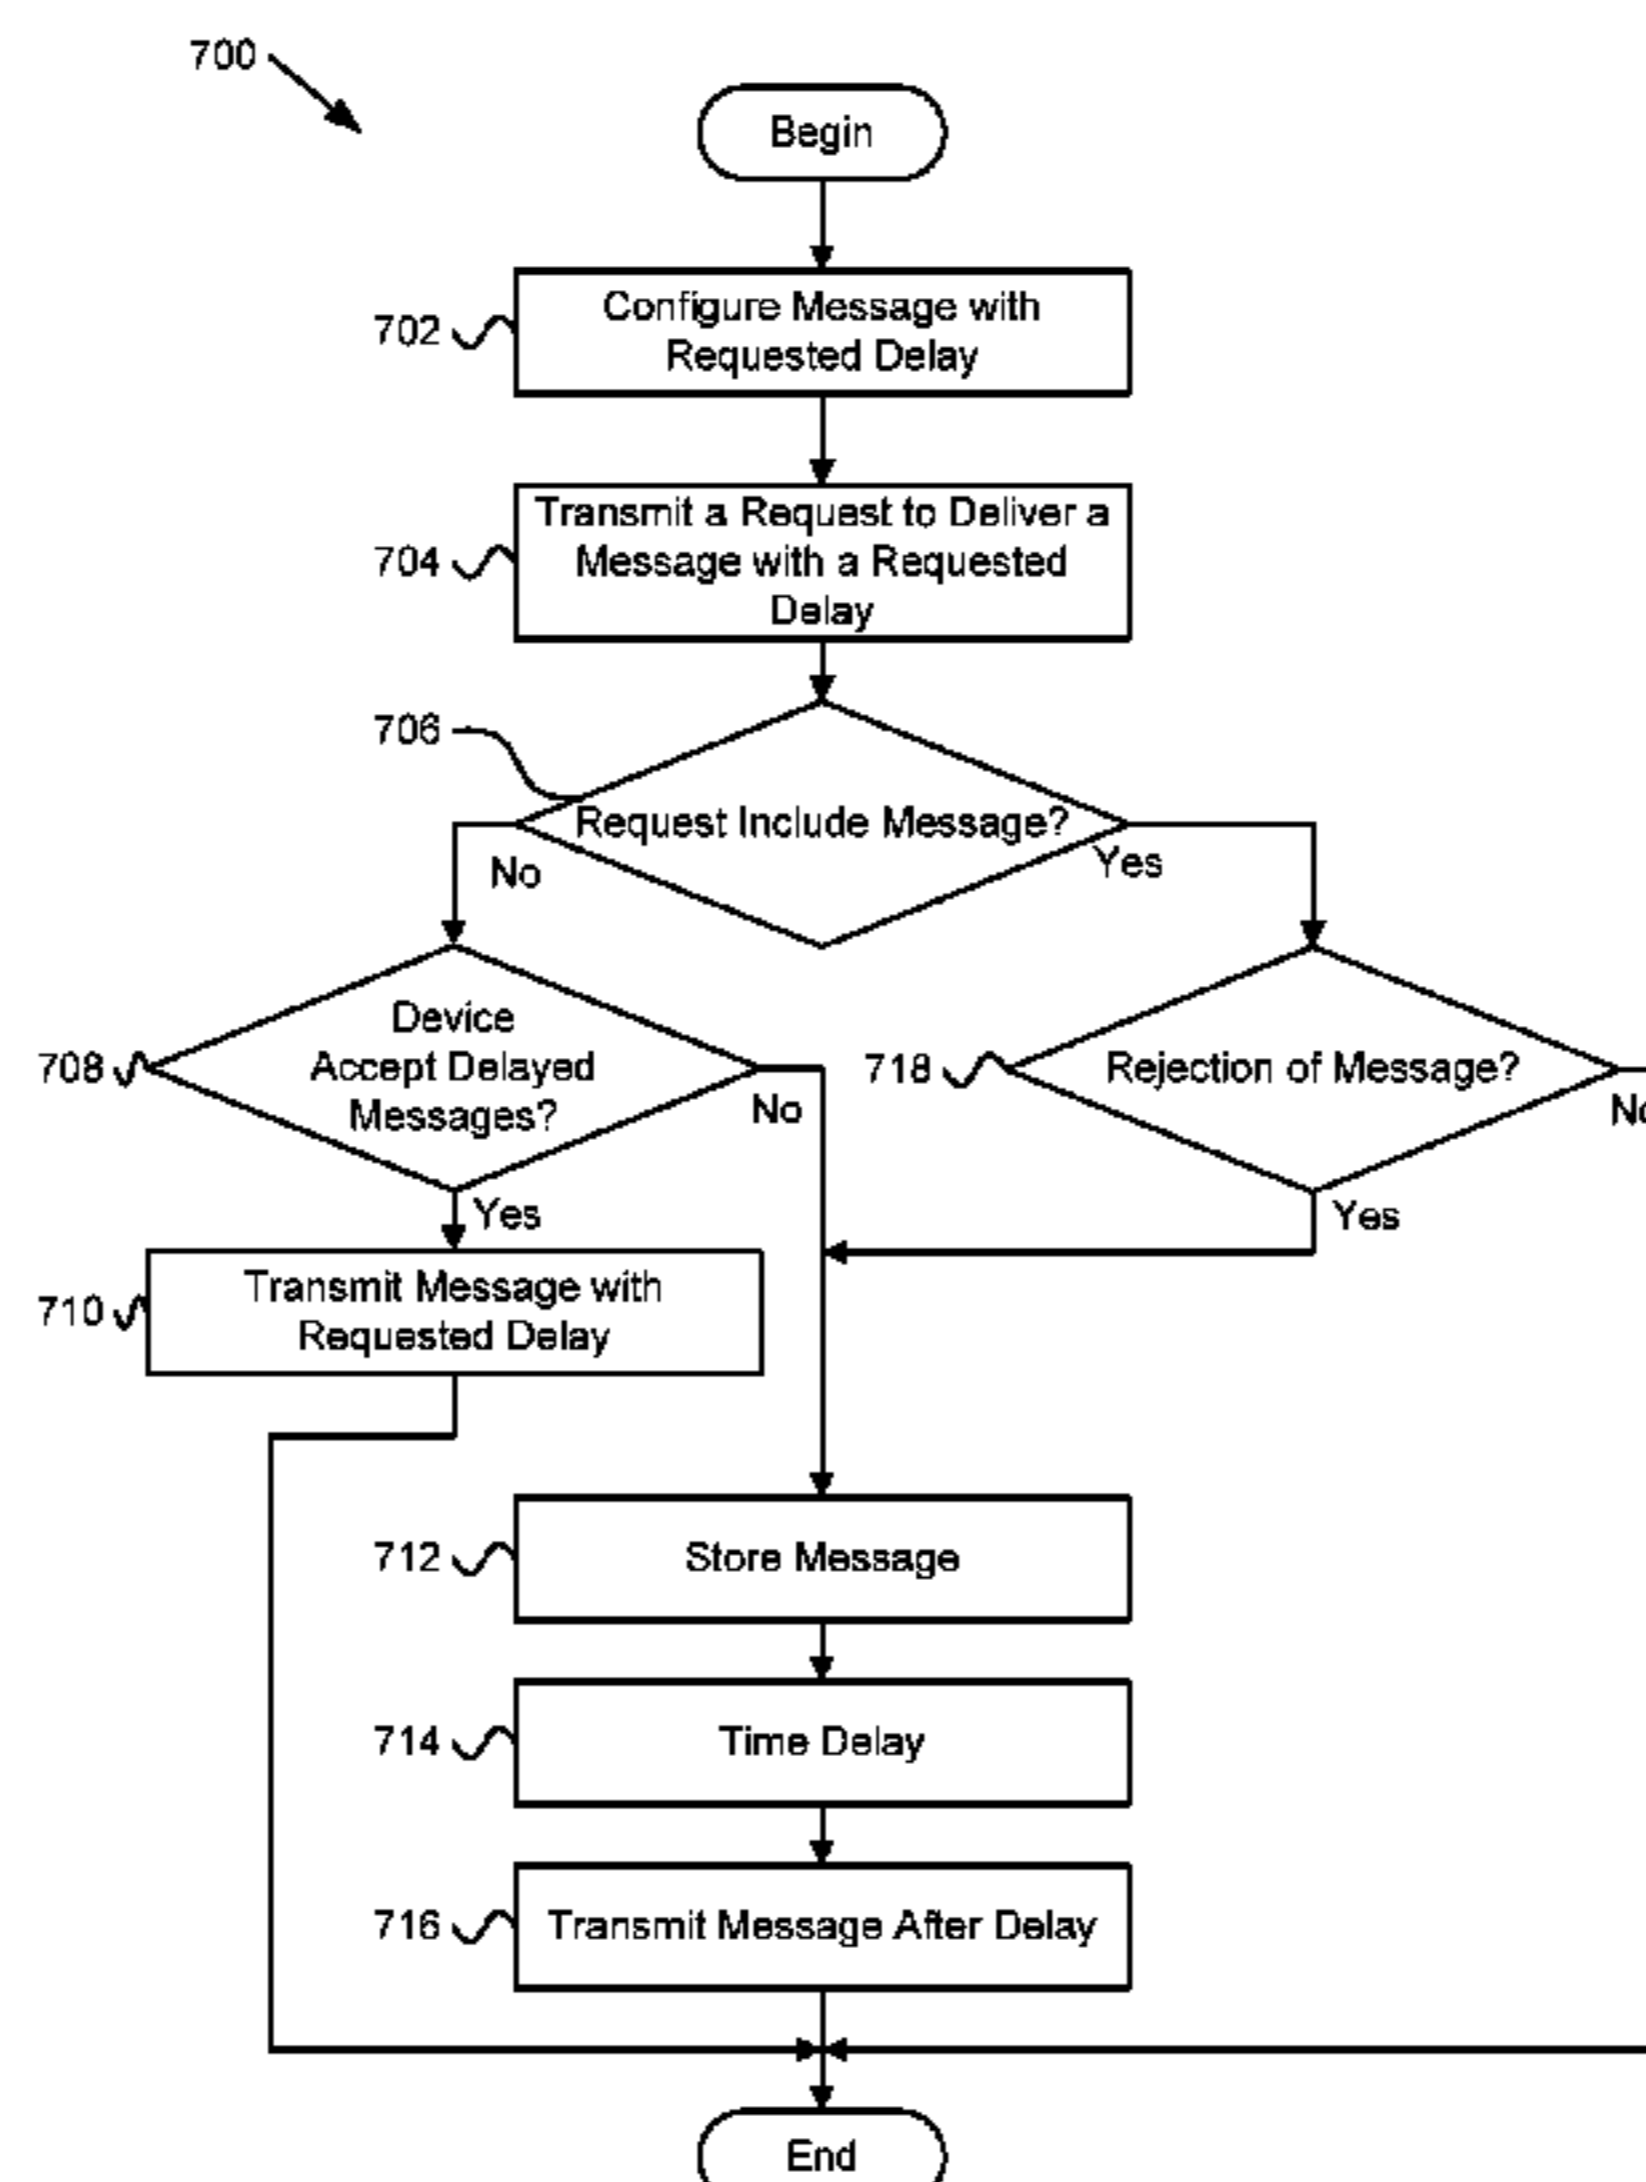 700
Begin
702
Configure Message with
Requested Delay
704
Transmit a Request to Deliver a
Message with a Requested
Delay
706
Request Include Message?
No
Yes
708
Device
Accept Delayed
Messages?
No
Yes
718
Rejection of Message?
Yes
710
Transmit Message with
Requested Delay
712
Store Message
714
Time Delay
716
Transmit Message After Delay
End